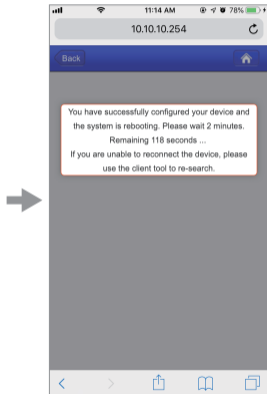 11:14 AM
78%
10.10.10.254
Back
You have successfully configured your device and
the system is rebooting. Please wait 2 minutes.
Remaining 118 seconds ...
If you are unable to reconnect the device, please
use the client tool to re-search.